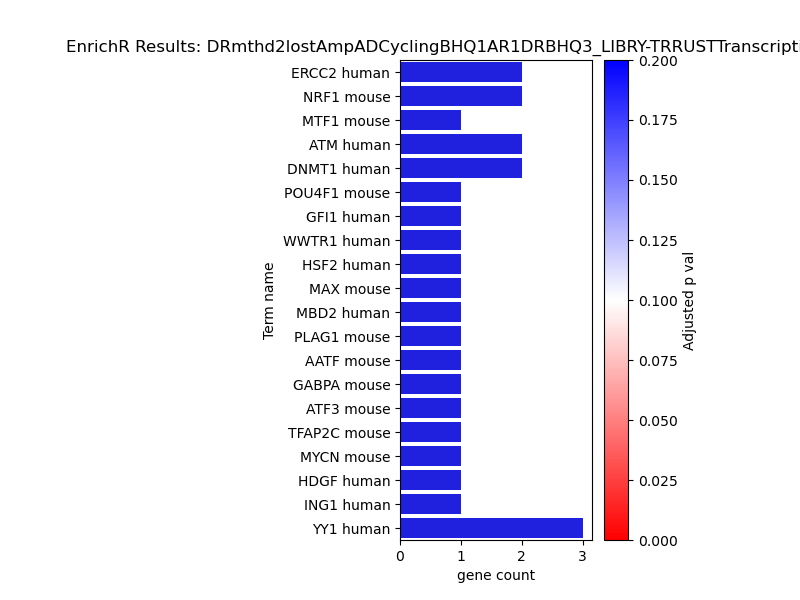 EnrichR Results: DRmthd2lostAmpADCyclingBHQ1AR1DRBHQ3_LIBRY-TRRUSTTranscripti
ERCC2 human
NRF1 mouse
MTF1 mouse
ATM human
DNMT1 human
POU4F1 mouse
GFI1 human
WWTR1 human
HSF2 human
MAX mouse
MBD2 human
PLAG1 mouse
AATF mouse
GABPA mouse
ATF3 mouse
TFAP2C mouse
MYCN mouse
HDGF human
ING1 human
YY1 human
Term name
0 1 2 3
gene count
0.200
0.175
0.150
0.125
0.100
0.075
0.050
0.025
0.000
Adjusted p val